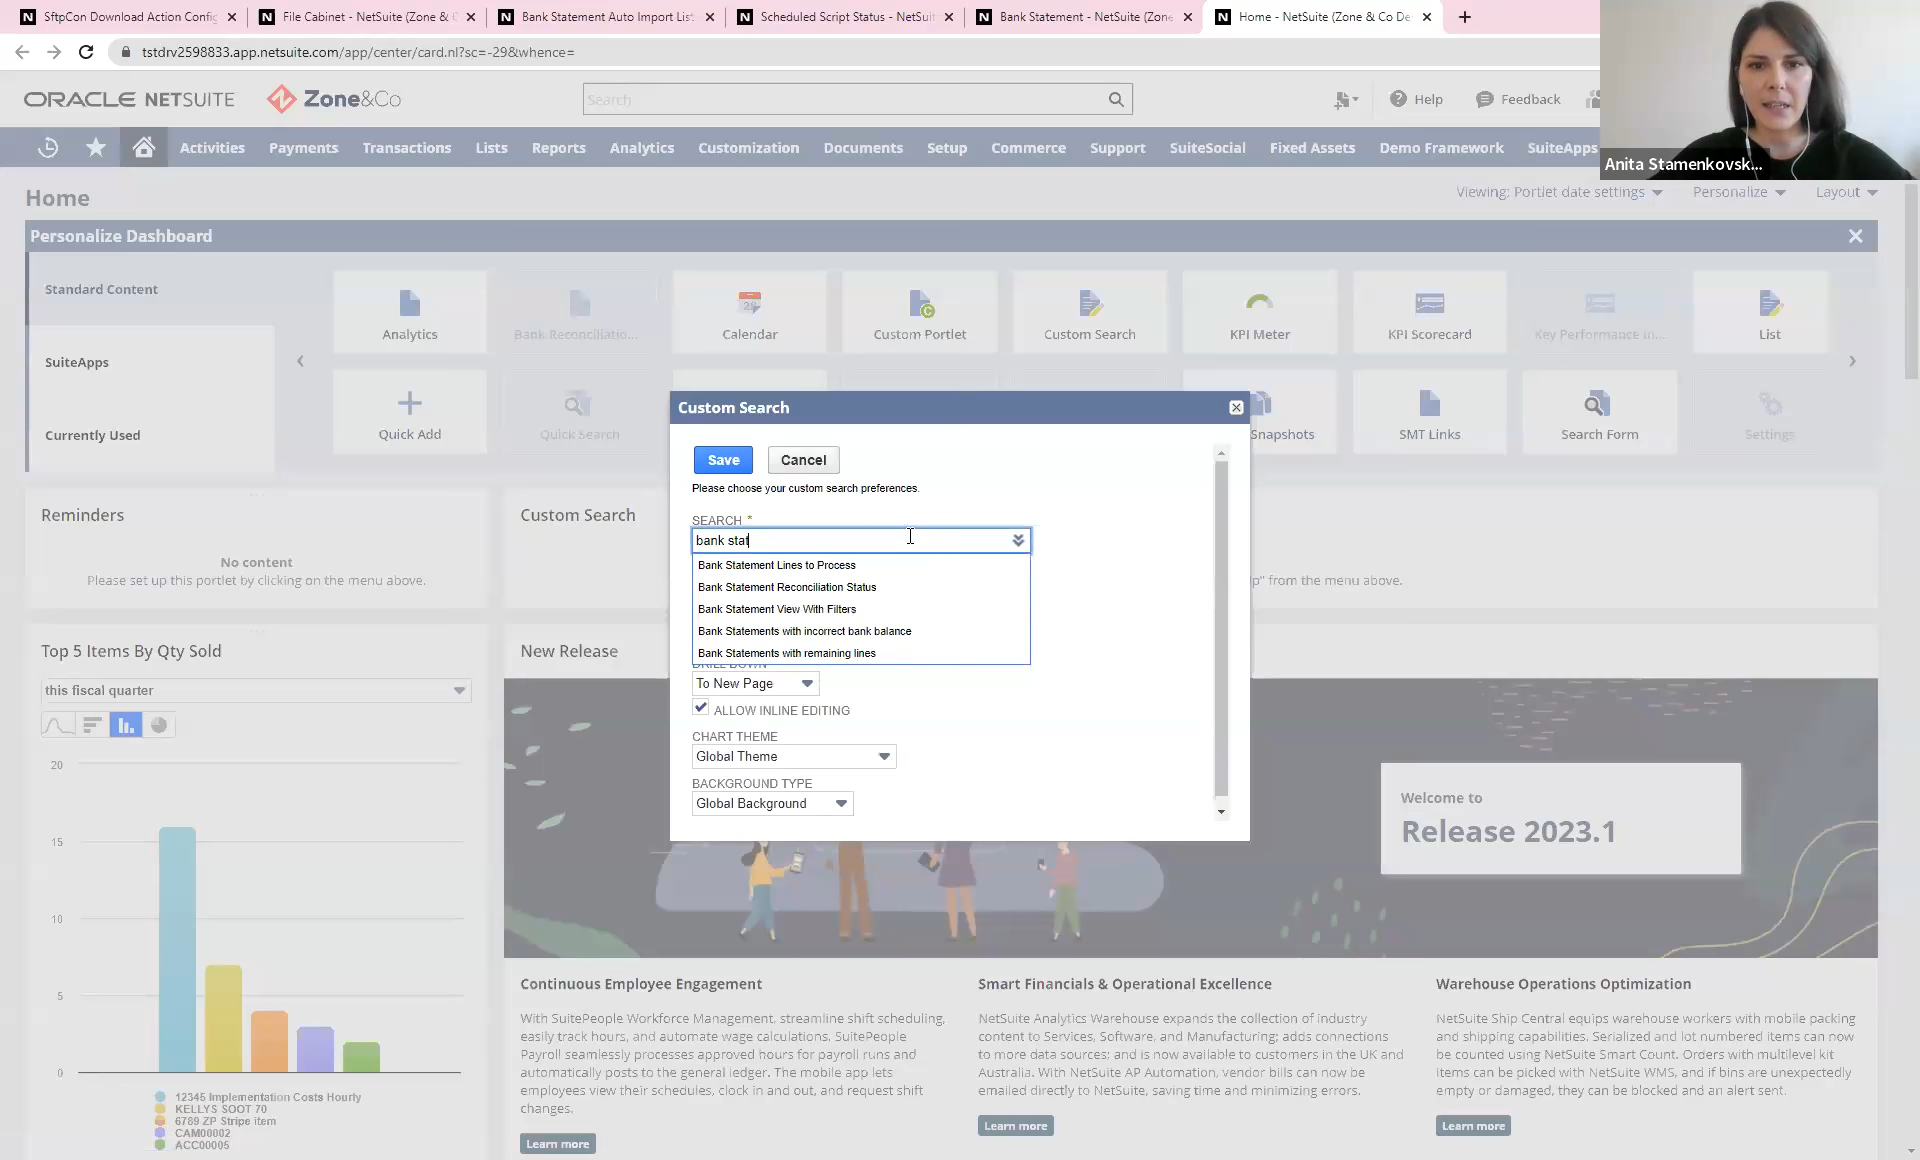 SftpCon Download Action Config
File Cabinet - NetSuite (Zone & C
Bank Statement Auto Import List
Scheduled Script Status - NetSuit
Bank Statement - NetSuite (Zone
Home - NetSuite (Zone & Co De
tstdrv2598833.app.netsuite.com/app/center/card.nl?sc=-29&whence=
ORACLE NETSUITE
Zone&Co
Search
Help
Feedback
Activities
Payments
Transactions
Lists
Reports
Analytics
Customization
Documents
Setup
Commerce
Support
SuiteSocial
Fixed Assets
Demo Framework
SuiteApps
Anita Stamenkovsk...
Home
Viewing: Portlet date settings
Personalize
Layout
Personalize Dashboard
Standard Content
SuiteApps
Currently Used
Analytics
Bank Reconciliatio...
Calendar
28
Custom Portlet
Custom Search
KPI Meter
KPI Scorecard
Key Performance In...
List
Quick Add
Quick Search
Snapshots
SMT Links
Search Form
Settings
Custom Search
Save
Cancel
Please choose your custom search preferences.
SEARCH *
bank stat
Bank Statement Lines to Process
Bank Statement Reconciliation Status
Bank Statement View With Filters
Bank Statements with incorrect bank balance
Bank Statements with remaining lines
DRILL DOWN
To New Page
ALLOW INLINE EDITING
CHART THEME
Global Theme
BACKGROUND TYPE
Global Background
Reminders
No content
Please set up this portlet by clicking on the menu above.
Custom Search
p" from the menu above.
Top 5 Items By Qty Sold
this fiscal quarter
20
15
10
5
0
12345 Implementation Costs Hourly
KELLYS SOOT 70
6789 ZP Stripe item
CAM00002
ACC00005
New Release
Welcome to
Release 2023.1
Continuous Employee Engagement
With SuitePeople Workforce Management, streamline shift scheduling,
easily track hours, and automate wage calculations. SuitePeople
Payroll seamlessly processes approved hours for payroll runs and
automatically posts to the general ledger. The mobile app lets
employees view their schedules, clock in and out, and request shift
changes.
Learn more
Smart Financials & Operational Excellence
NetSuite Analytics Warehouse expands the collection of industry
content to Services, Software, and Manufacturing; adds connections
to more data sources; and is now available to customers in the UK and
Australia. With NetSuite AP Automation, vendor bills can now be
emailed directly to NetSuite, saving time and minimizing errors.
Learn more
Warehouse Operations Optimization
NetSuite Ship Central equips warehouse workers with mobile packing
and shipping capabilities. Serialized and lot numbered items can now
be counted using NetSuite Smart Count. Orders with multilevel kit
items can be picked with NetSuite WMS, and if bins are unexpectedly
empty or damaged, they can be blocked and an alert sent.
Learn more